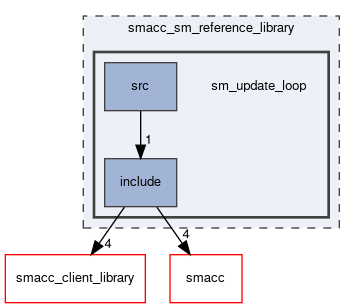 smacc_sm_reference_library
src
sm_update_loop
1
include
4
4
smacc_client_library
smacc